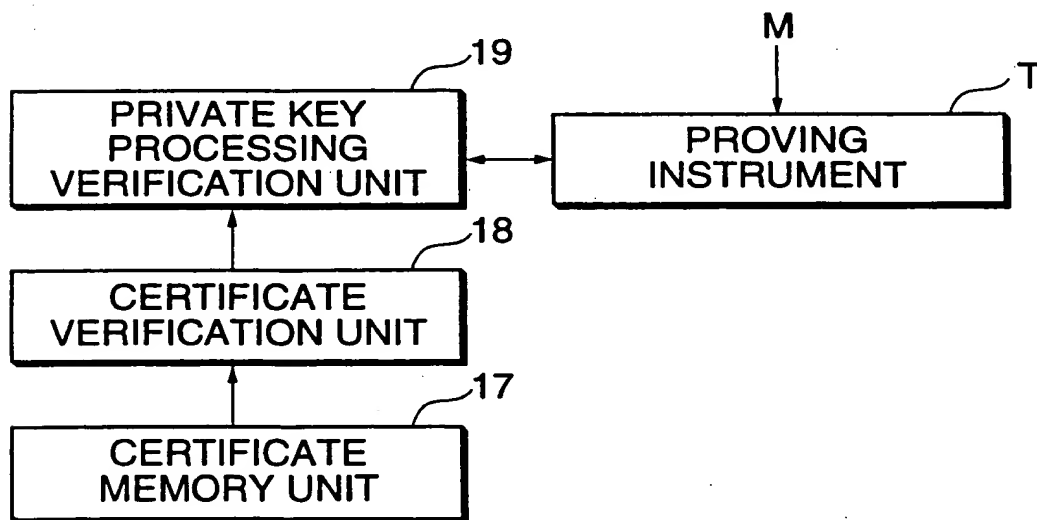 19
PRIVATE KEY
PROCESSING
VERIFICATION UNIT
M
T
PROVING
INSTRUMENT
18
CERTIFICATE
VERIFICATION UNIT
17
CERTIFICATE
MEMORY UNIT